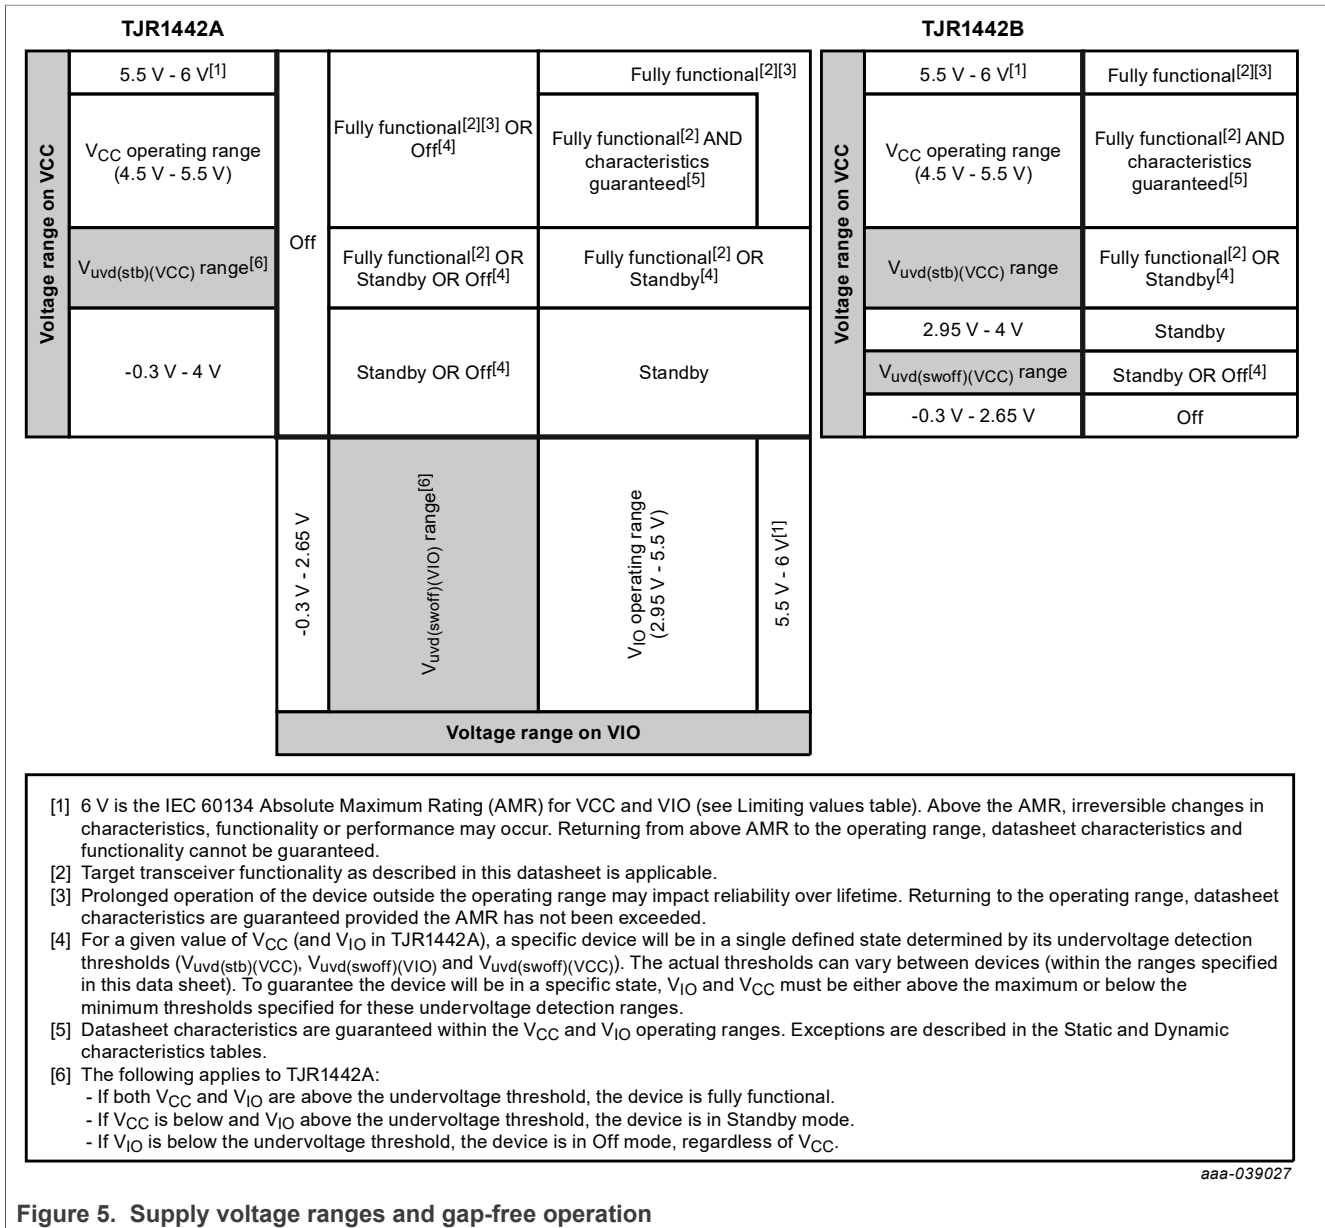 TJR1442A
TJR1442B
Voltage range on VCC
5.5 V - 6 V[1]
VCC operating range
(4.5 V - 5.5 V)
Vuvd(stb)(VCC) range[6]
-0.3 V - 4 V
Off
Fully functional[2][3] OR
Off[4]
Fully functional[2][3]
Fully functional[2] AND
characteristics
guaranteed[5]
Fully functional[2] OR
Standby OR Off[4]
Fully functional[2] OR
Standby[4]
Standby OR Off[4]
Standby
-0.3 V - 2.65 V
Vuvd(swoff)(VIO) range[6]
VIO operating range
(2.95 V - 5.5 V)
5.5 V - 6 V[1]
Voltage range on VIO
Voltage range on VCC
5.5 V - 6 V[1]
Fully functional[2][3]
VCC operating range
(4.5 V - 5.5 V)
Fully functional[2] AND
characteristics
guaranteed[5]
Vuvd(stb)(VCC) range
Fully functional[2] OR
Standby[4]
2.95 V - 4 V
Standby
Vuvd(swoff)(VCC) range
Standby OR Off[4]
-0.3 V - 2.65 V
Off
[1] 6 V is the IEC 60134 Absolute Maximum Rating (AMR) for VCC and VIO (see Limiting values table). Above the AMR, irreversible changes in
characteristics, functionality or performance may occur. Returning from above AMR to the operating range, datasheet characteristics and
functionality cannot be guaranteed.
[2] Target transceiver functionality as described in this datasheet is applicable.
[3] Prolonged operation of the device outside the operating range may impact reliability over lifetime. Returning to the operating range, datasheet
characteristics are guaranteed provided the AMR has not been exceeded.
[4] For a given value of VCC (and VIO in TJR1442A), a specific device will be in a single defined state determined by its undervoltage detection
thresholds (Vuvd(stb)(VCC), Vuvd(swoff)(VIO) and Vuvd(swoff)(VCC)). The actual thresholds can vary between devices (within the ranges specified
in this data sheet). To guarantee the device will be in a specific state, VIO and VCC must be either above the maximum or below the
minimum thresholds specified for these undervoltage detection ranges.
[5] Datasheet characteristics are guaranteed within the VCC and VIO operating ranges. Exceptions are described in the Static and Dynamic
characteristics tables.
[6] The following applies to TJR1442A:
- If both VCC and VIO are above the undervoltage threshold, the device is fully functional.
- If VCC is below and VIO above the undervoltage threshold, the device is in Standby mode.
- If VIO is below the undervoltage threshold, the device is in Off mode, regardless of VCC.
aaa-039027
Figure 5. Supply voltage ranges and gap-free operation